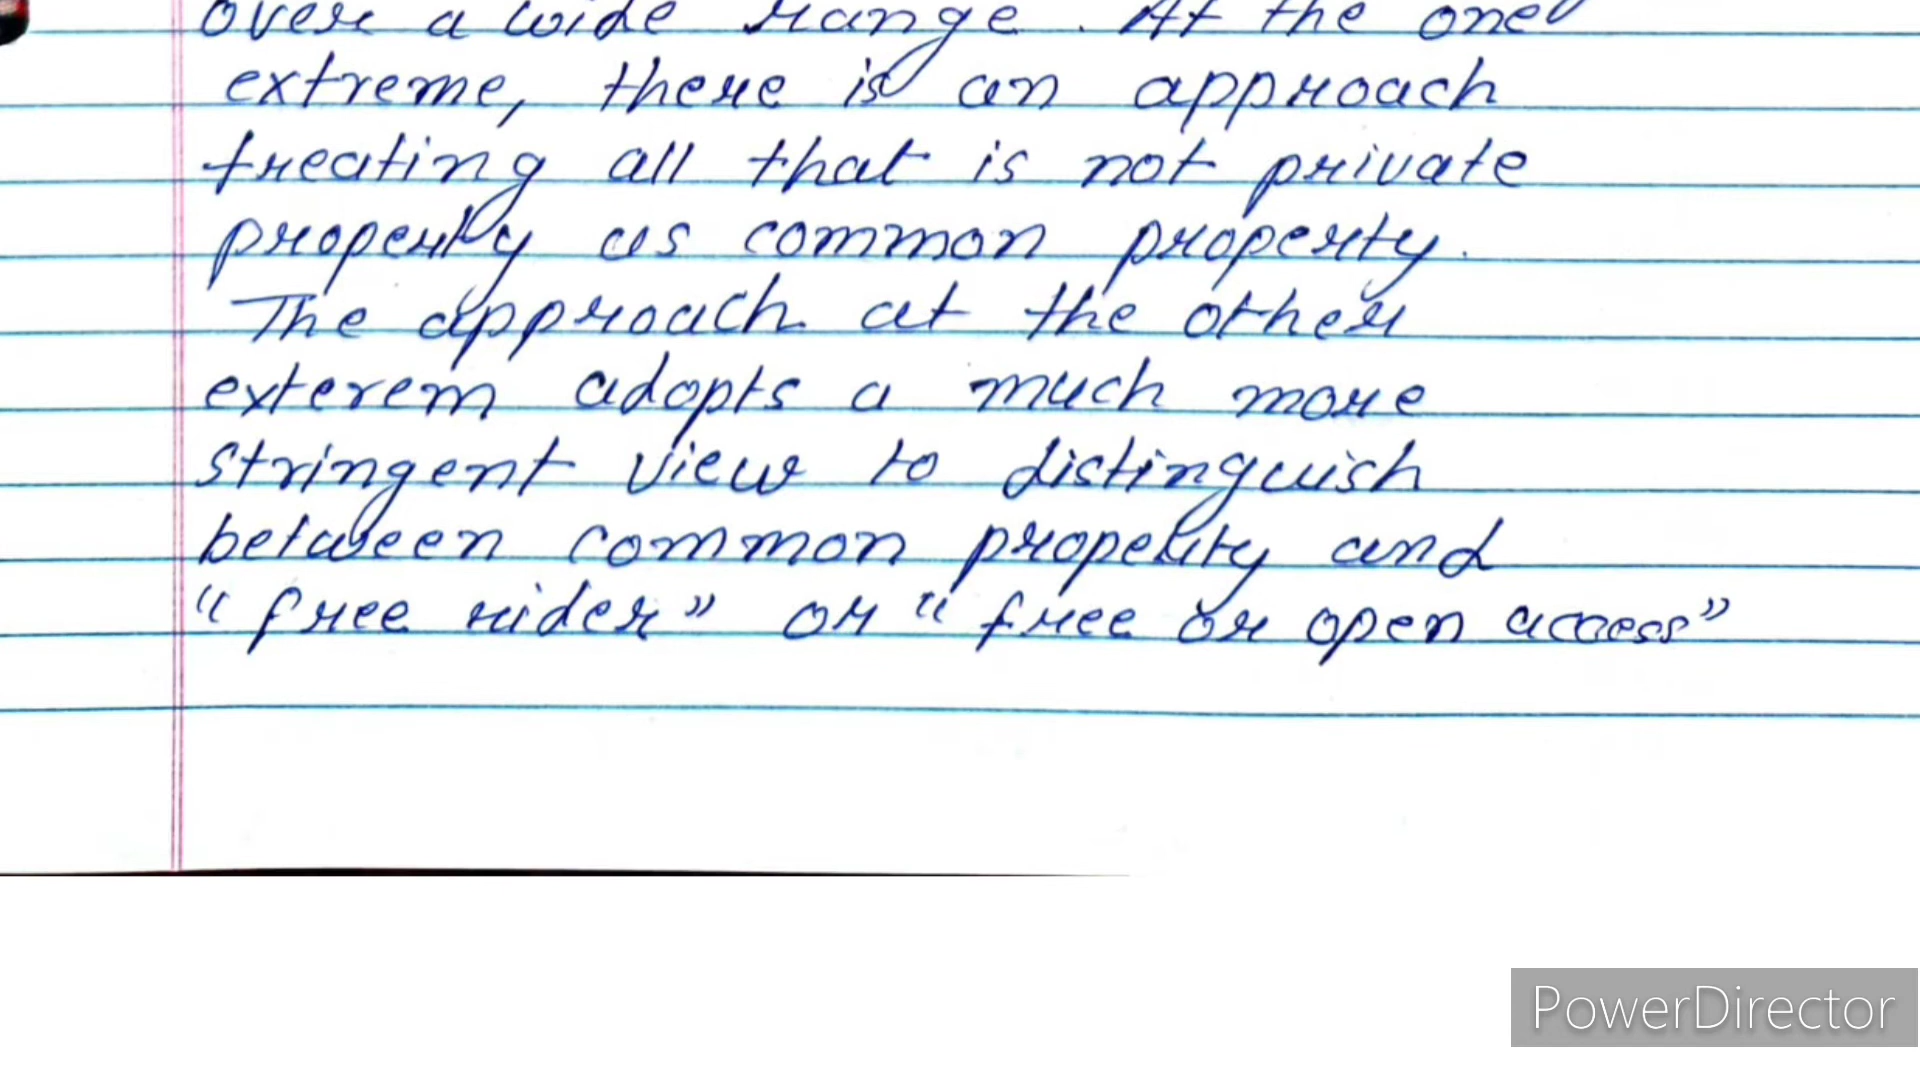 over a wide range. At the one
extreme, there is an approach
treating all that is not private
property as common property.
The approach at the other
exterem adopts a much more
stringent view to distinguish
between common property and
“free rider” or “free or open access”
PowerDirector